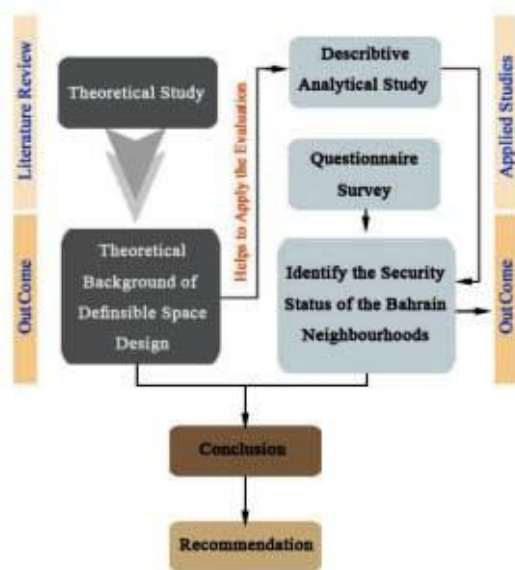 Literature Review
OutCome
Theoretical Study
Theoretical
Background of
Definsible Space
Design
Helps to Apply the Evaluation
Describtive
Analytical Study
Questionnaire
Survey
Identify the Security
Status of the Bahrain
Neighbourhoods
Applied Studies
OutCome
Conclusion
Recommendation